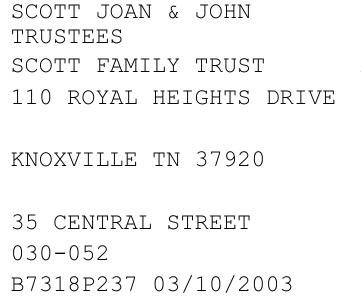 SCOTT JOAN & JOHN
TRUSTEES
SCOTT FAMILY TRUST
110 ROYAL HEIGHTS DRIVE
KNOXVILLE TN 37920
35 CENTRAL STREET
030-052
B7318P237 03/10/2003